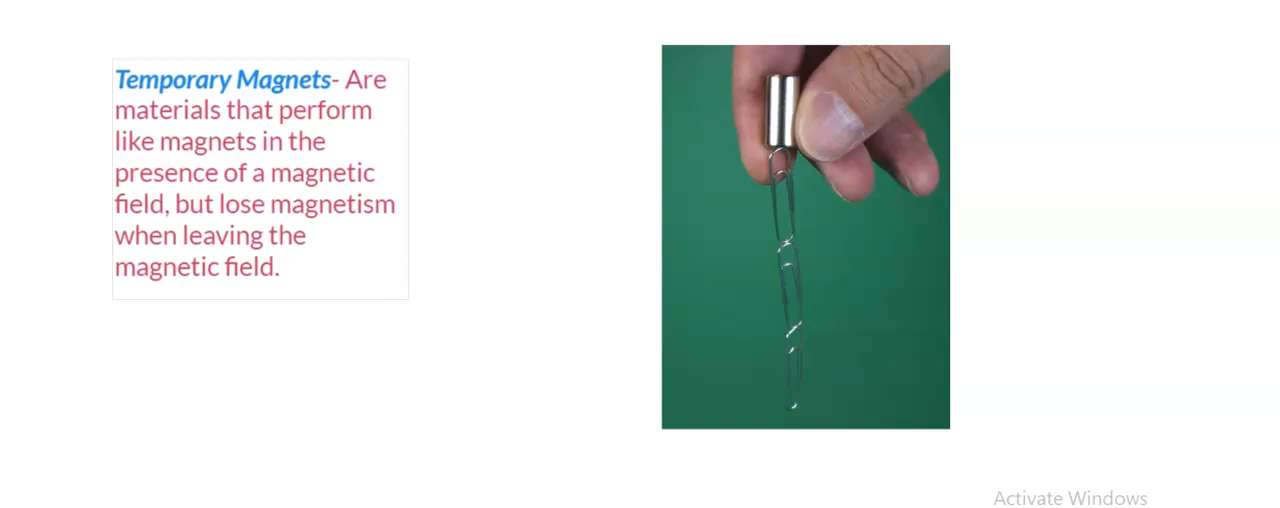 Temporary Magnets- Are
materials that perform
like magnets in the
presence of a magnetic
field, but lose magnetism
when leaving the
magnetic field.
Activate Windows